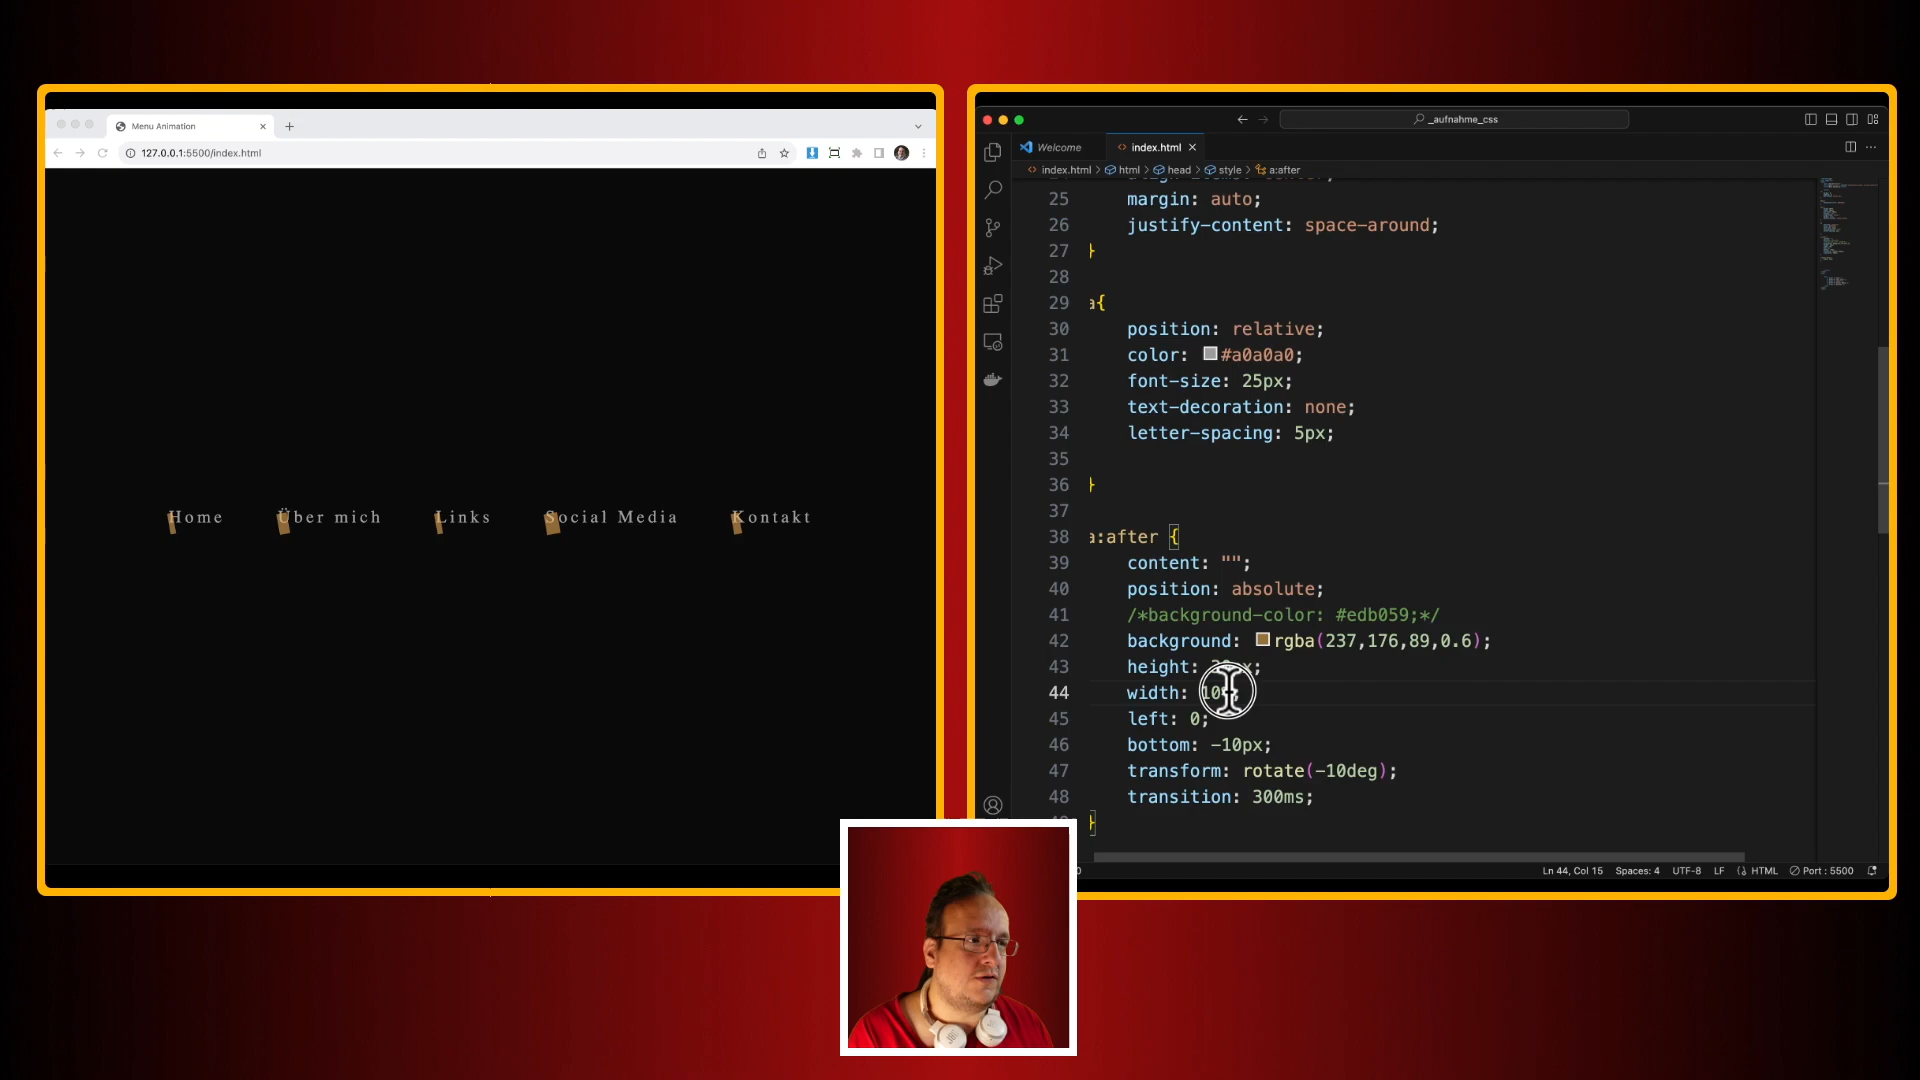 Menu Animation
127.0.0.1:5500/index.html
Home Über mich Links Social Media Kontakt
_aufnahme_css
Welcome index.html
index.html > html > head > style > a:after
25 margin: auto;
26 justify-content: space-around;
27 }
28
29 a{
30 position: relative;
31 color: #a0a0a0;
32 font-size: 25px;
33 text-decoration: none;
34 letter-spacing: 5px;
35
36 }
37
38 a:after {
39 content: "";
40 position: absolute;
41 /*background-color: #edb059;*/
42 background: rgba(237,176,89,0.6);
43 height:
44 width:
45 left: 0;
46 bottom: -10px;
47 transform: rotate(-10deg);
48 transition: 300ms;
}
Ln 44, Col 15 Spaces: 4 UTF-8 LF HTML Port : 5500